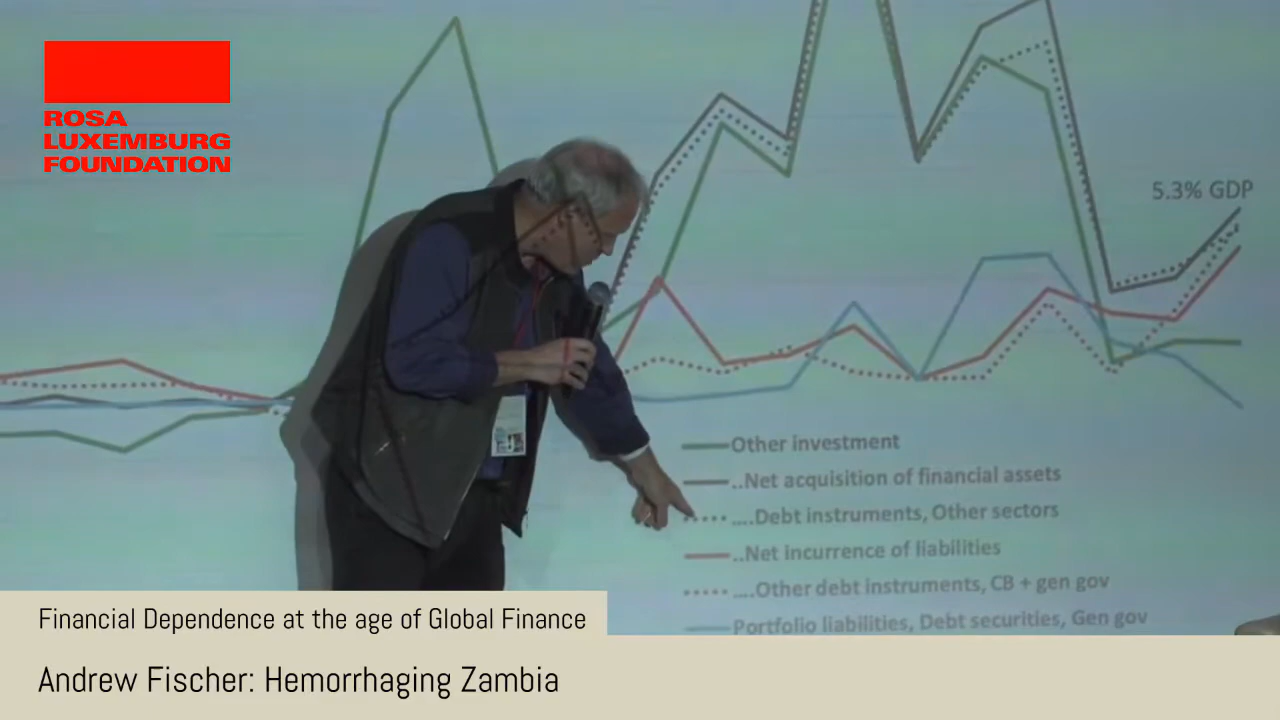 ROSA
LUXEMBURG
FOUNDATION
5.3% GDP
Other investment
..Net acquisition of financial assets
....Debt instruments, Other sectors
..Net incurrence of liabilities
....Other debt instruments, CB + gen gov
Portfolio liabilities, Debt securities, Gen gov
Financial Dependence at the age of Global Finance
Andrew Fischer: Hemorrhaging Zambia